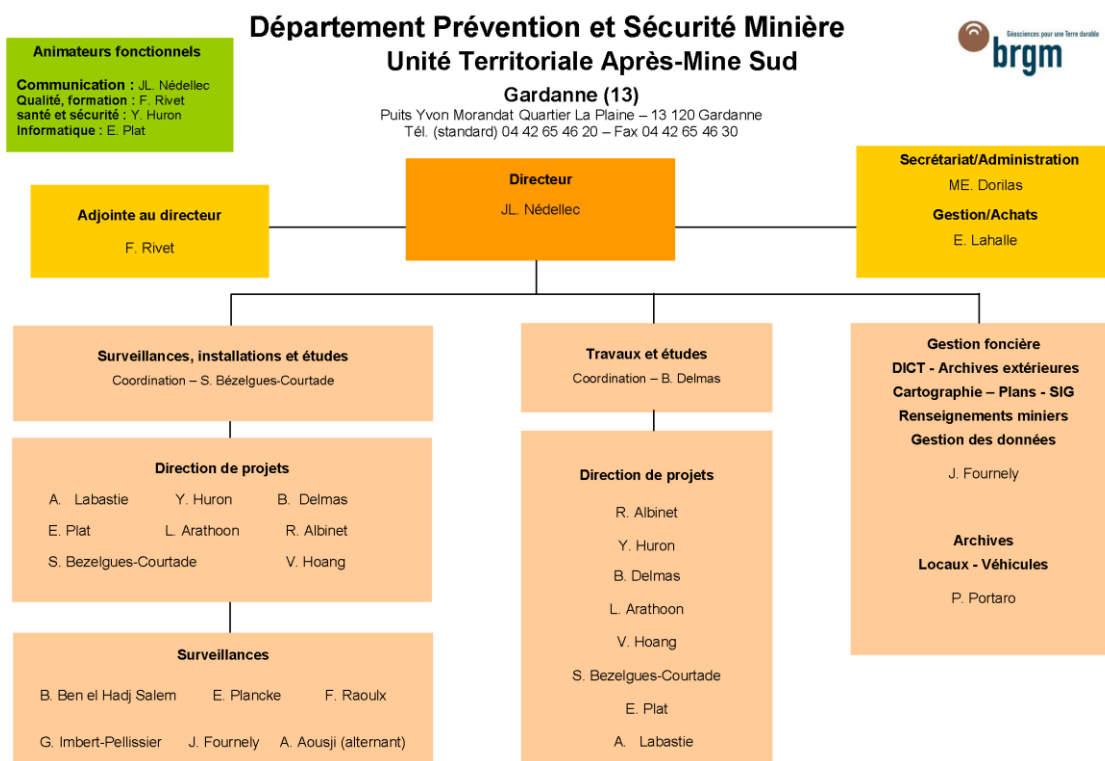 Département Prévention et Sécurité Minière
Unité Territoriale Après-Mine Sud
Gardanne (13)
Puits Yvon Morandat Quartier La Plaine – 13 120 Gardanne
Tél. (standard) 04 42 65 46 20 – Fax 04 42 65 46 30
Géosciences pour une Terre durable
brgm
Animateurs fonctionnels
Communication : JL. Nédellec
Qualité, formation : F. Rivet
santé et sécurité : Y. Huron
Informatique : E. Plat
Directeur
JL. Nédellec
Adjointe au directeur
F. Rivet
Secrétariat/Administration
ME. Dorilas
Gestion/Achats
E. Lahalle
Surveillances, installations et études
Coordination – S. Bézelgues-Courtade
Direction de projets
A. Labastie Y. Huron B. Delmas
E. Plat L. Arathoon R. Albinet
S. Bezelgues-Courtade V. Hoang
Surveillances
B. Ben el Hadj Salem E. Plancke F. Raoulx
G. Imbert-Pellissier J. Fournely A. Aousji (alternant)
Travaux et études
Coordination – B. Delmas
Direction de projets
R. Albinet
Y. Huron
B. Delmas
L. Arathoon
V. Hoang
S. Bezelgues-Courtade
E. Plat
A. Labastie
Gestion foncière
DICT - Archives extérieures
Cartographie – Plans - SIG
Renseignements miniers
Gestion des données
J. Fournely
Archives
Locaux - Véhicules
P. Portaro